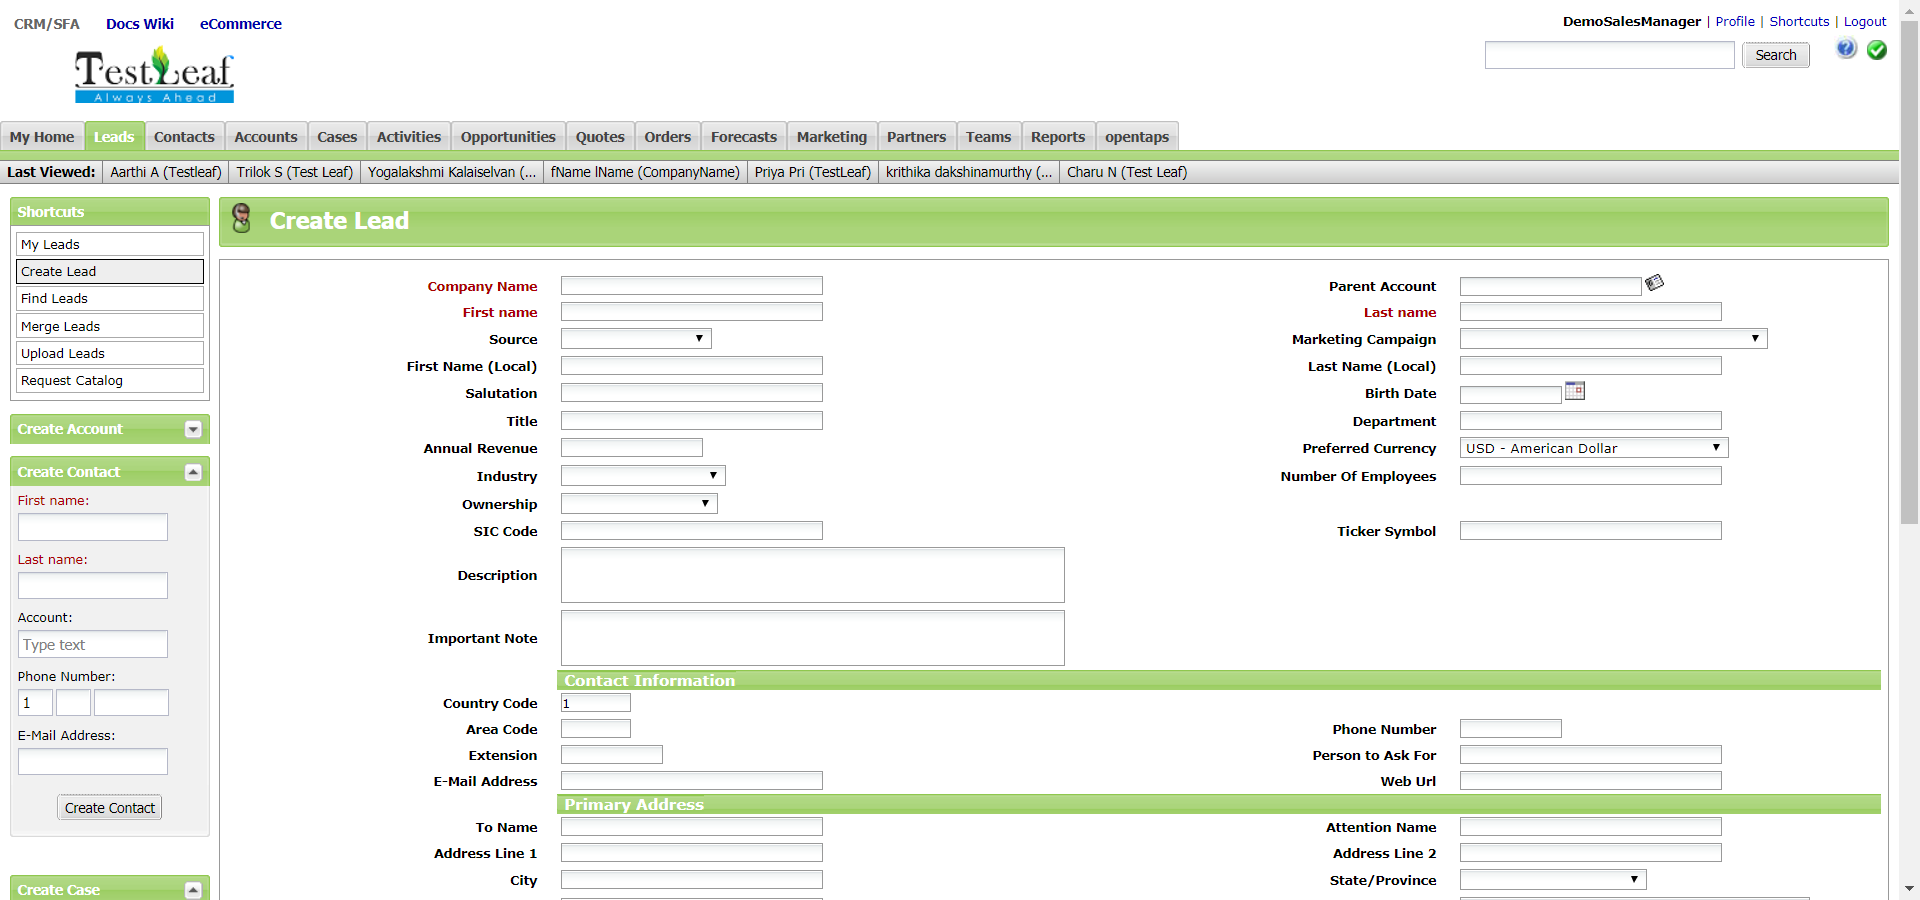 CRM/SFA Docs Wiki eCommerce
DemoSalesManager | Profile | Shortcuts | Logout
TestLeaf
Always Ahead
Search
My Home Leads Contacts Accounts Cases Activities Opportunities Quotes Orders Forecasts Marketing Partners Teams Reports opentaps
Last Viewed: Aarthi A (Testleaf) Trilok S (Test Leaf) Yogalakshmi Kalaiselvan (... fName lName (CompanyName) Priya Pri (TestLeaf) krithika dakshinamurthy (... Charu N (Test Leaf)
Shortcuts
My Leads
Create Lead
Find Leads
Merge Leads
Upload Leads
Request Catalog
Create Account
Create Contact
First name:
Last name:
Account:
Type text
Phone Number:
1
E-Mail Address:
Create Contact
Create Case
Create Lead
Company Name Parent Account
First name Last name
Source Marketing Campaign
First Name (Local) Last Name (Local)
Salutation Birth Date
Title Department
Annual Revenue Preferred Currency USD - American Dollar
Industry Number Of Employees
Ownership
SIC Code Ticker Symbol
Description
Important Note
Contact Information
Country Code 1
Area Code Phone Number
Extension Person to Ask For
E-Mail Address Web Url
Primary Address
To Name Attention Name
Address Line 1 Address Line 2
City State/Province